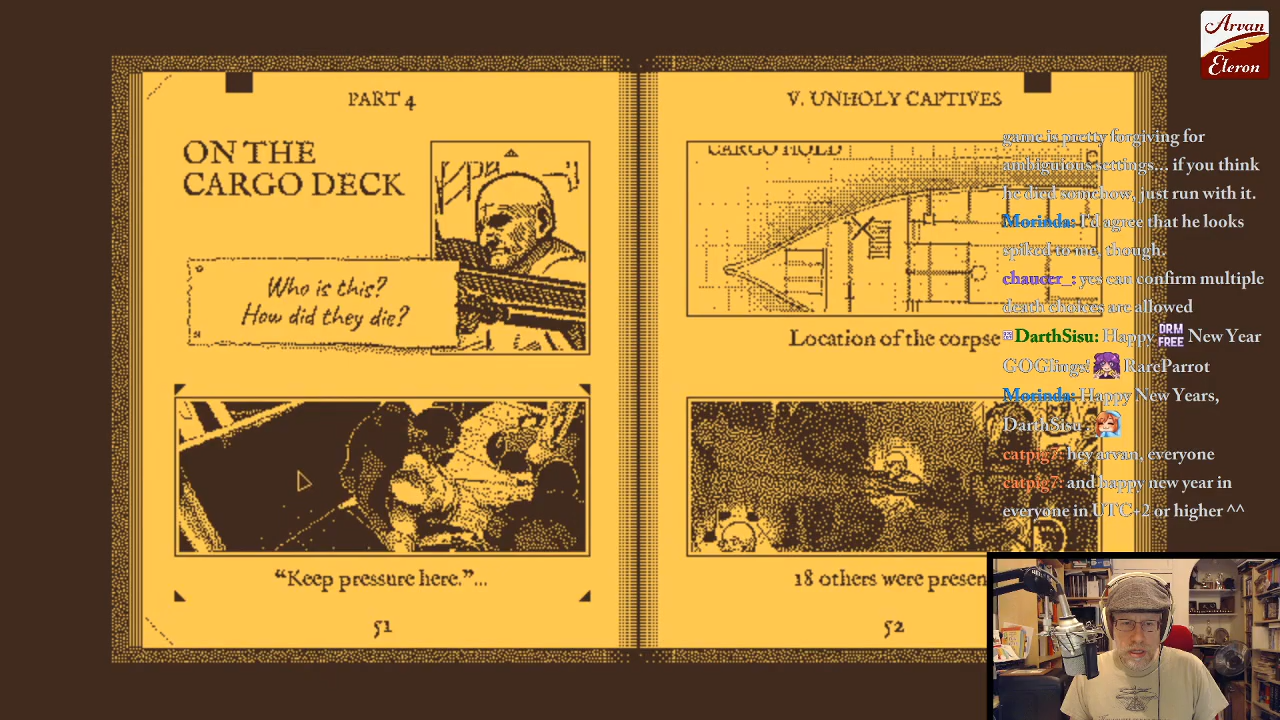 Arvan
Eleron
PART 4
ON THE
CARGO DECK
Who is this?
How did they die?
"Keep pressure here."...
51
V. UNHOLY CAPTIVES
CARGO HOLD
Location of the corpse
18 others were presen
52
game is pretty forgiving for
ambiguous settings... if you think
he died somehow, just run with it.
Morinda: I'd agree that he looks
spiked to me, though.
chaucer_: yes can confirm multiple
death choices are allowed
DarthSisu: Happy DRM FREE New Year
GOGlings! RareParrot
Morinda: Happy New Years,
DarthSisu .
catpig7: hey arvan, everyone
catpig7: and happy new year in
everyone in UTC+2 or higher ^^